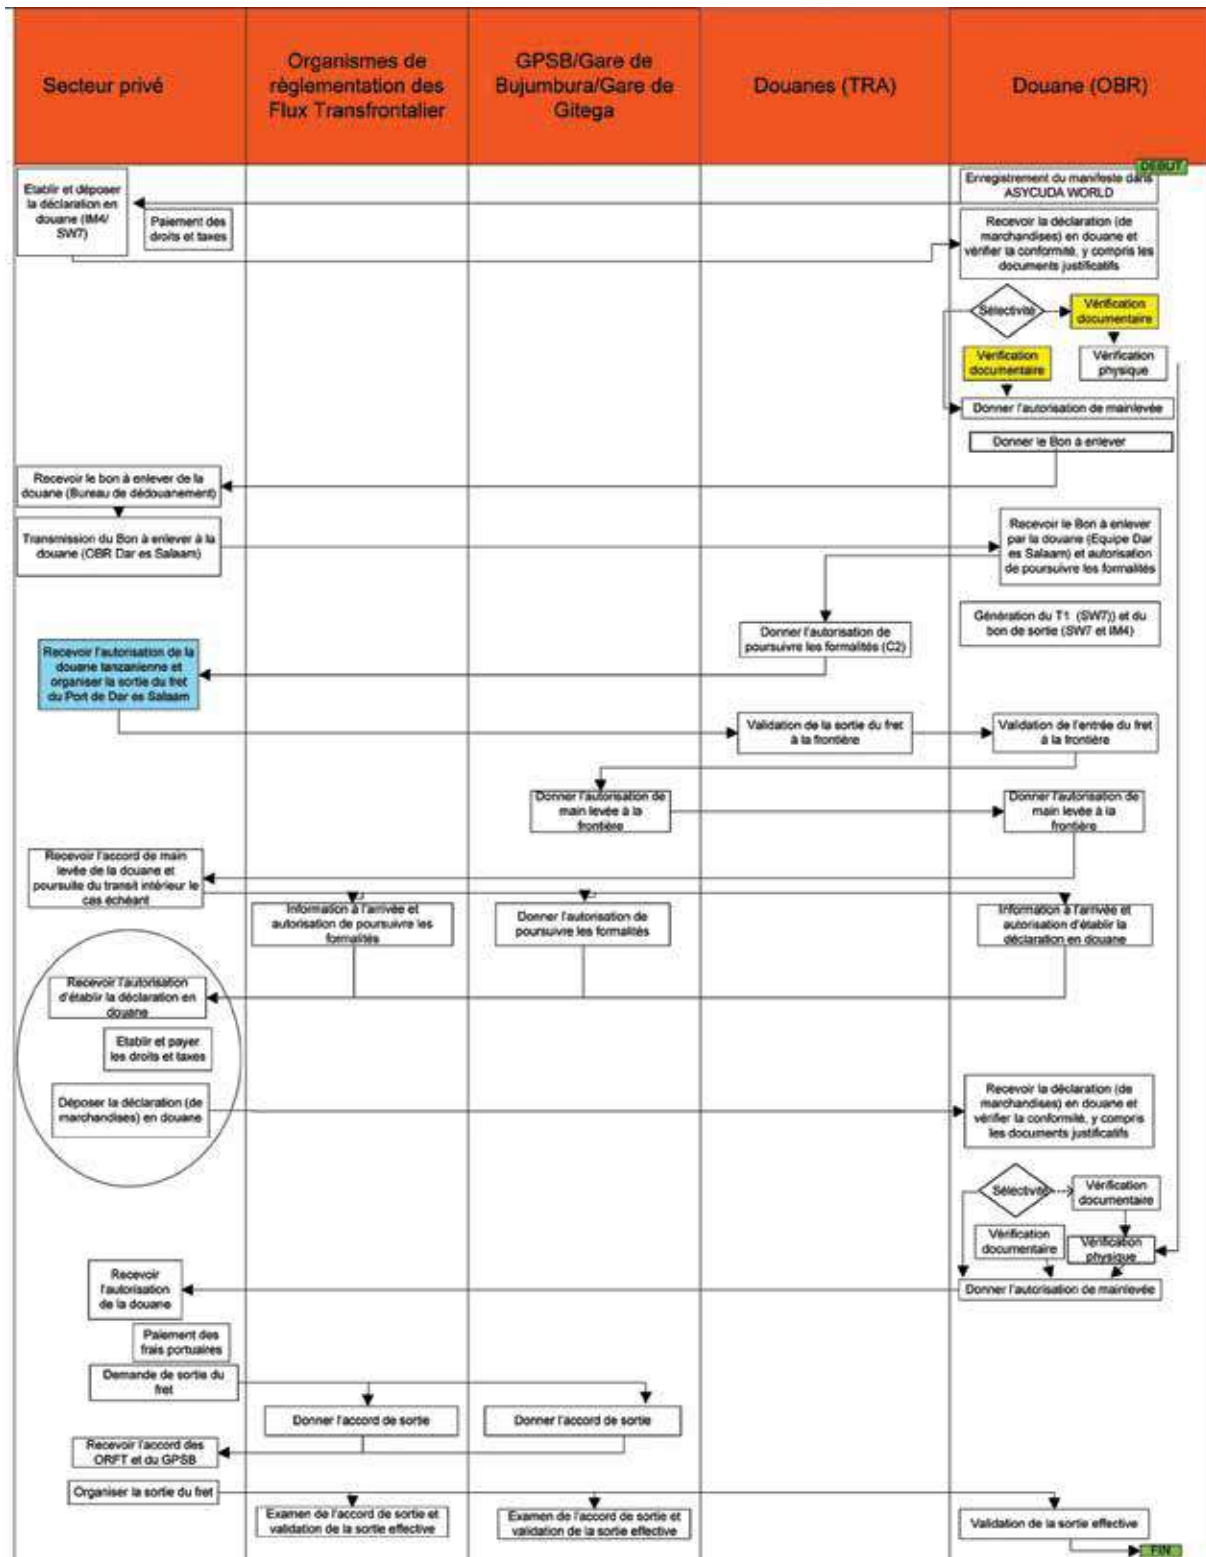 Secteur privé
Organismes de
règlementation des
Flux Transfrontalier
GPSB/Gare de
Bujumbura/Gare de
Gitega
Douanes (TRA)
Douane (OBR)
DEBUT
Enregistrement du manifeste dans
ASYCUDA WORLD
Etablir et déposer
la déclaration en
douane (IM4/
SW7)
Paiement des
droits et taxes
Recevoir la déclaration (de
marchandises) en douane et
vérifier la conformité, y compris les
documents justificatifs
Sélectivité
Vérification
documentaire
Vérification
documentaire
Vérification
physique
Donner l'autorisation de mainlevée
Donner le Bon à enlever
Recevoir le bon à enlever de la
douane (Bureau de dédouanement)
Transmission du Bon à enlever à la
douane (OBR Dar es Salaam)
Recevoir le Bon à enlever
par la douane (Equipe Dar
es Salaam) et autorisation
de poursuivre les formalités
Génération du T1 (SW7)) et du
bon de sortie (SW7 et IM4)
Donner l'autorisation de
poursuivre les formalités (C2)
Recevoir l'autorisation de la
douane tanzanienne et
organiser la sortie du fret
du Port de Dar es Salaam
Validation de la sortie du fret
à la frontière
Validation de l'entrée du fret
à la frontière
Donner l'autorisation de
main levée à la
frontière
Donner l'autorisation de
main levée à la
frontière
Recevoir l'accord de main
levée de la douane et
poursuite du transit intérieur le
cas échéant
Information à l'arrivée et
autorisation de poursuivre les
formalités
Donner l'autorisation de
poursuivre les formalités
Information à l'arrivée et
autorisation d'établir la
déclaration en douane
Recevoir l'autorisation
d'établir la déclaration en
douane
Etablir et payer
les droits et taxes
Déposer la déclaration (de
marchandises) en douane
Recevoir la déclaration (de
marchandises) en douane et
vérifier la conformité, y compris
les documents justificatifs
Sélectivité
Vérification
documentaire
Vérification
documentaire
Vérification
physique
Donner l'autorisation de mainlevée
Recevoir
l'autorisation
de la douane
Paiement des
frais portuaires
Demande de sortie du
fret
Donner l'accord de sortie
Donner l'accord de sortie
Recevoir l'accord des
ORFT et du GPSB
Organiser la sortie du fret
Examen de l'accord de sortie et
validation de la sortie effective
Examen de l'accord de sortie et
validation de la sortie effective
Validation de la sortie effective
FIN